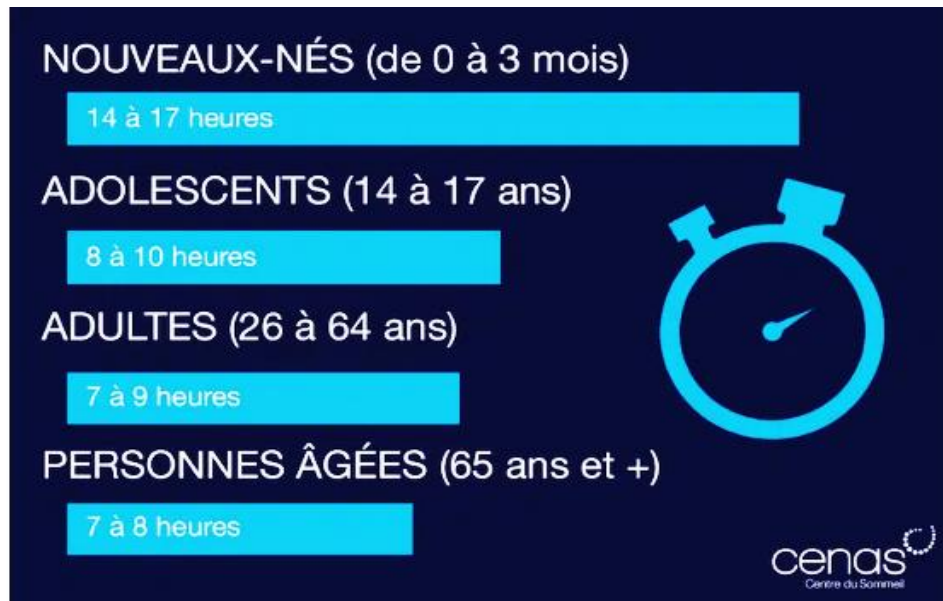 NOUVEAUX-NÉS (de 0 à 3 mois)
14 à 17 heures
ADOLESCENTS (14 à 17 ans)
8 à 10 heures
ADULTES (26 à 64 ans)
7 à 9 heures
PERSONNES ÂGÉES (65 ans et +)
7 à 8 heures
cenas
Centre du Sommeil